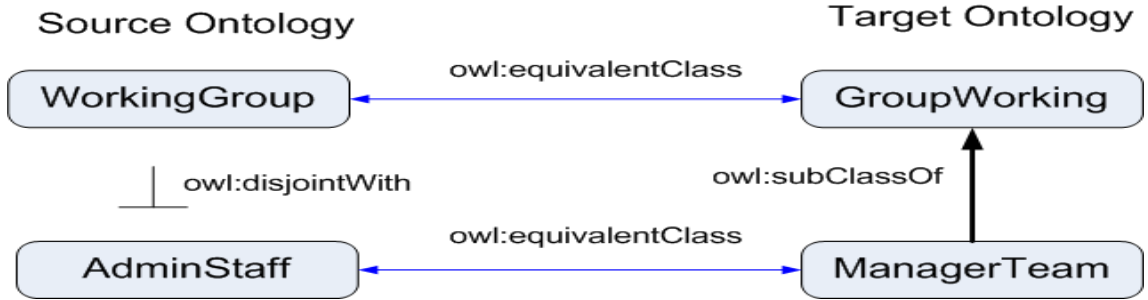 Source Ontology
Target Ontology
owl:equivalentClass
WorkingGroup
GroupWorking
owl:disjointWith
owl:subClassOf
owl:equivalentClass
AdminStaff
ManagerTeam